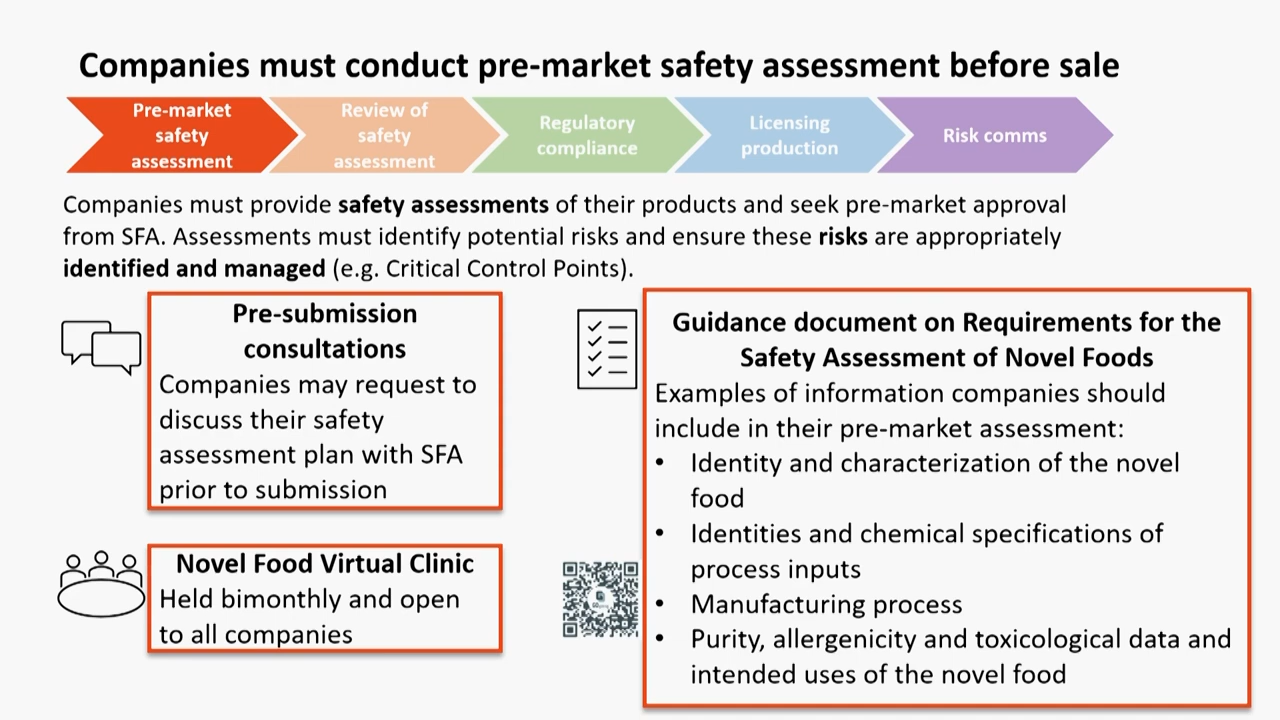 Companies must conduct pre-market safety assessment before sale
Pre-market
safety
assessment
Review of
safety
assessment
Regulatory
compliance
Licensing
production
Risk comms
Companies must provide safety assessments of their products and seek pre-market approval
from SFA. Assessments must identify potential risks and ensure these risks are appropriately
identified and managed (e.g. Critical Control Points).
Pre-submission
consultations
Companies may request to
discuss their safety
assessment plan with SFA
prior to submission
Novel Food Virtual Clinic
Held bimonthly and open
to all companies
Guidance document on Requirements for the
Safety Assessment of Novel Foods
Examples of information companies should
include in their pre-market assessment:
• Identity and characterization of the novel
food
• Identities and chemical specifications of
process inputs
• Manufacturing process
• Purity, allergenicity and toxicological data and
intended uses of the novel food